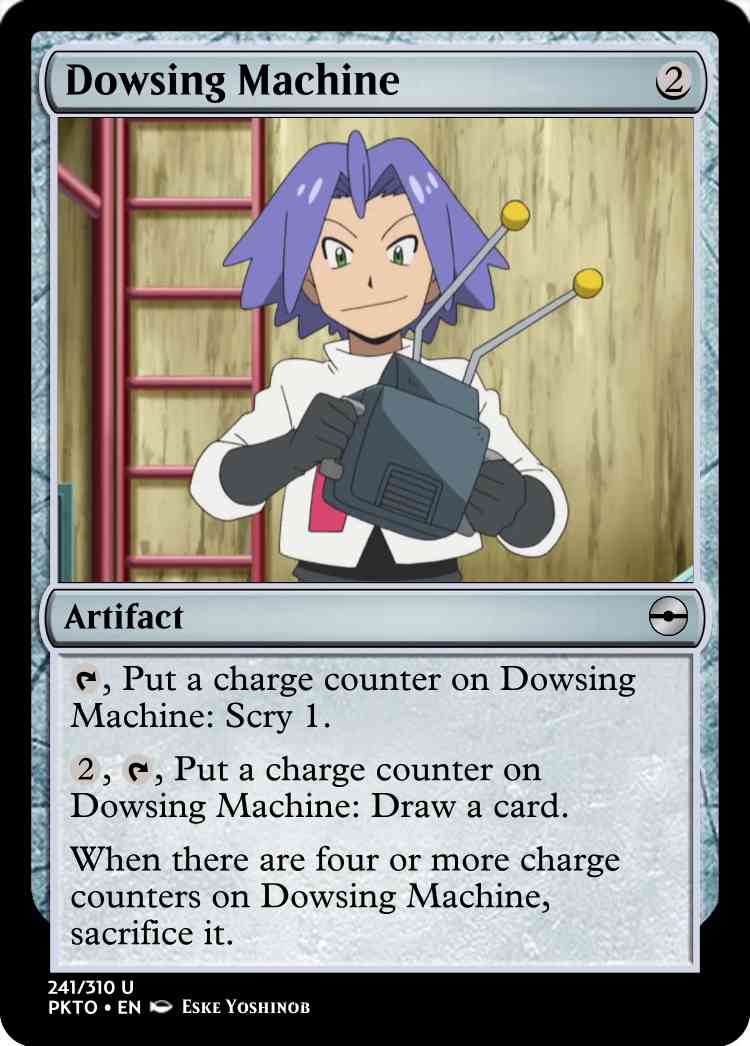 Dowsing Machine 2
Artifact
, Put a charge counter on Dowsing
Machine: Scry 1.
2, , Put a charge counter on
Dowsing Machine: Draw a card.
When there are four or more charge
counters on Dowsing Machine,
sacrifice it.
241/310 U
PKTO • EN Eske Yoshinob